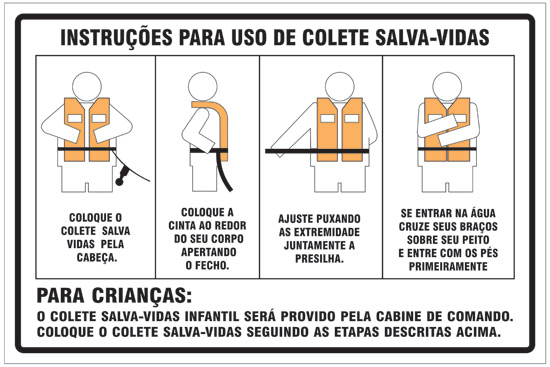 INSTRUÇÕES PARA USO DE COLETE SALVA-VIDAS
COLOQUE O
COLETE SALVA
VIDAS PELA
CABEÇA.
COLOQUE A
CINTA AO REDOR
DO SEU CORPO
APERTANDO
O FECHO.
AJUSTE PUXANDO
AS EXTREMIDADE
JUNTAMENTE A
PRESILHA.
SE ENTRAR NA ÁGUA
CRUZE SEUS BRAÇOS
SOBRE SEU PEITO
E ENTRE COM OS PÉS
PRIMEIRAMENTE
PARA CRIANÇAS:
O COLETE SALVA-VIDAS INFANTIL SERÁ PROVIDO PELA CABINE DE COMANDO.
COLOQUE O COLETE SALVA-VIDAS SEGUINDO AS ETAPAS DESCRITAS ACIMA.